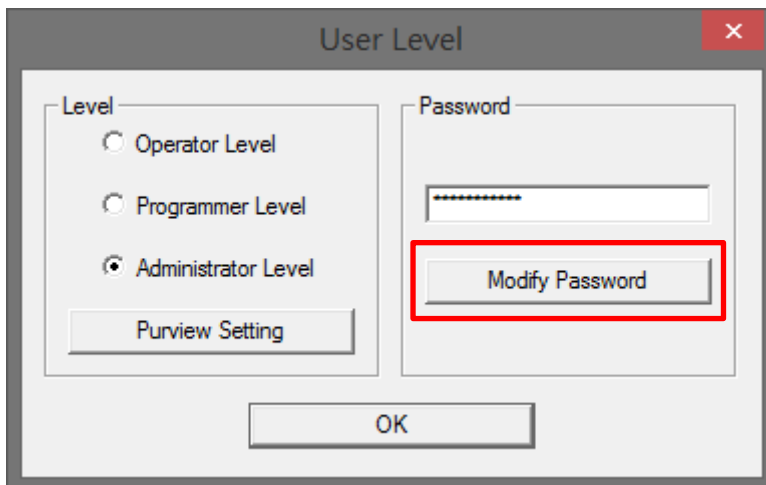 User Level
Level
Operator Level
Programmer Level
Administrator Level
Purview Setting
Password
***********
Modify Password
OK